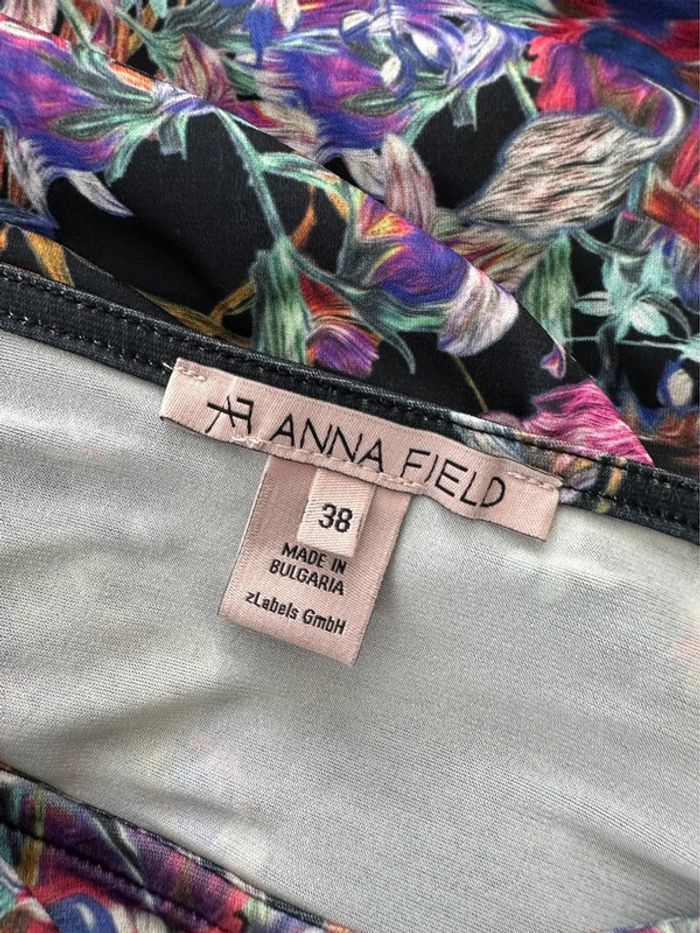 AF ANNA FIELD
38
MADE IN
BULGARIA
zLabels GmbH